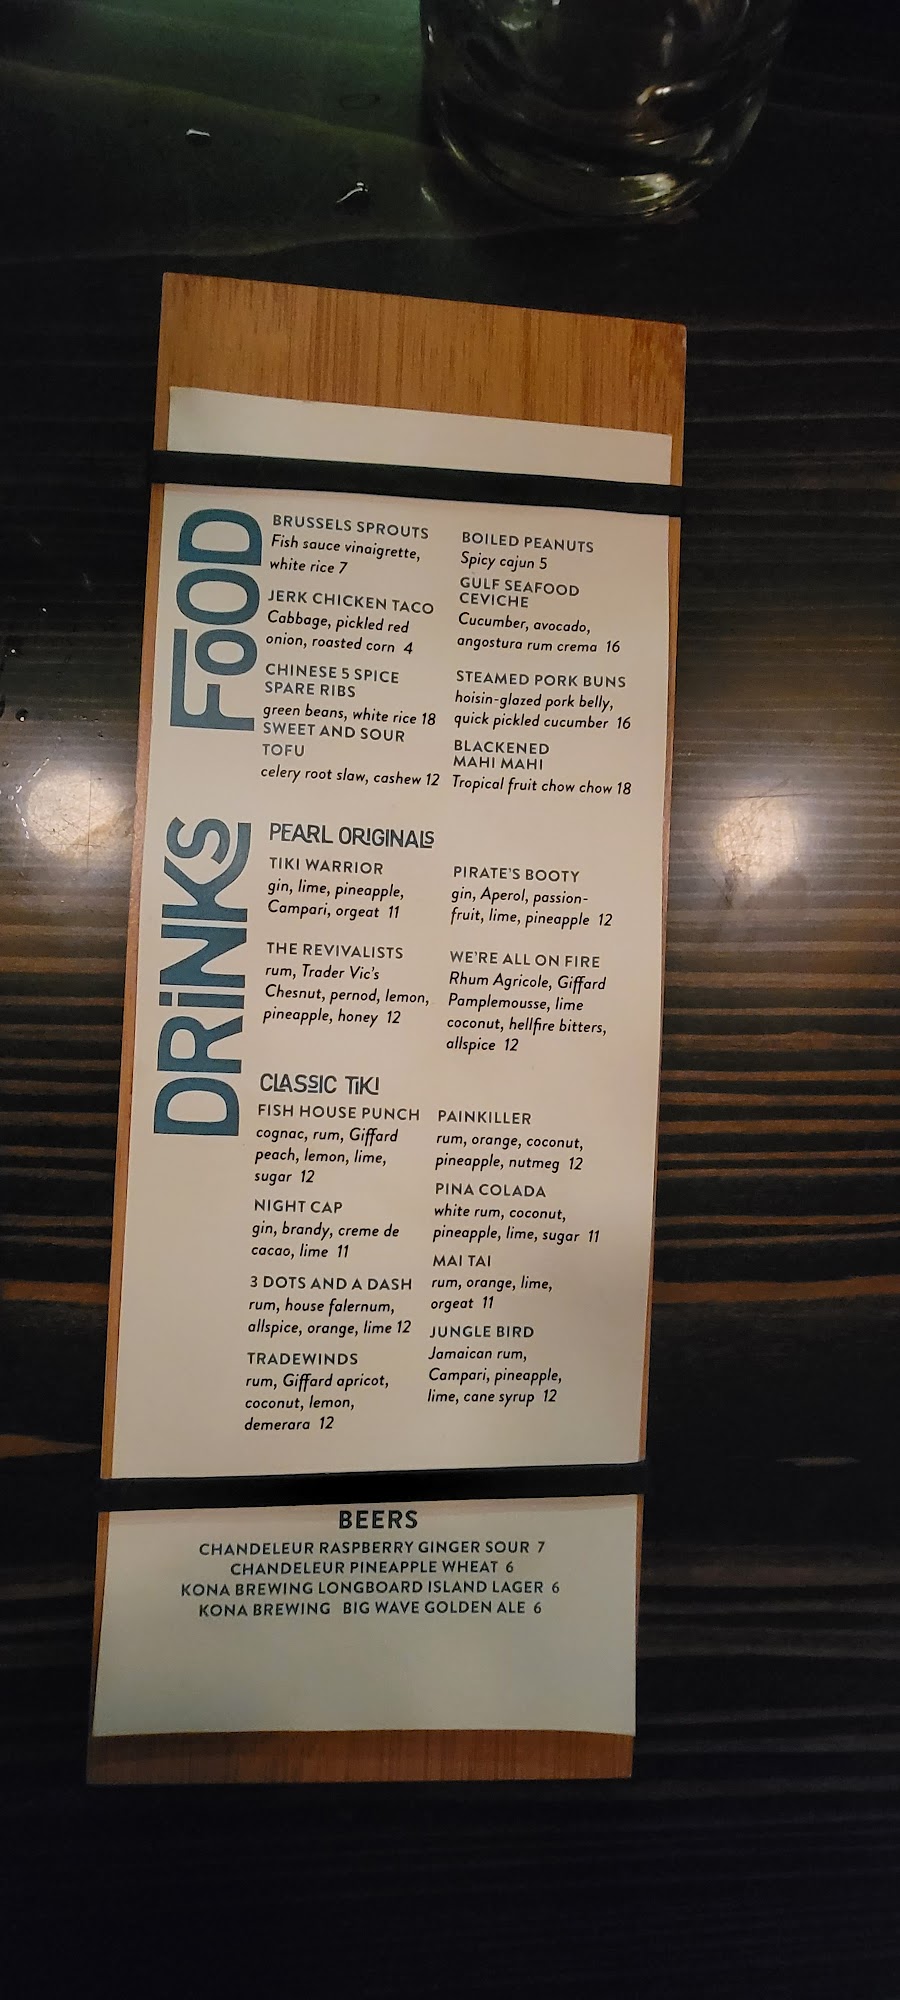 FOOD
BRUSSELS SPROUTS
Fish sauce vinaigrette,
white rice 7
JERK CHICKEN TACO
Cabbage, pickled red
onion, roasted corn 4
CHINESE 5 SPICE
SPARE RIBS
green beans, white rice 18
SWEET AND SOUR
TOFU
celery root slaw, cashew 12
BOILED PEANUTS
Spicy cajun 5
GULF SEAFOOD
CEVICHE
Cucumber, avocado,
angostura rum crema 16
STEAMED PORK BUNS
hoisin-glazed pork belly,
quick pickled cucumber 16
BLACKENED
MAHI MAHI
Tropical fruit chow chow 18
DRINKS
PEARL ORIGINALS
TIKI WARRIOR
gin, lime, pineapple,
Campari, orgeat 11
THE REVIVALISTS
rum, Trader Vic's
Chesnut, pernod, lemon,
pineapple, honey 12
PIRATE'S BOOTY
gin, Aperol, passion-
fruit, lime, pineapple 12
WE'RE ALL ON FIRE
Rhum Agricole, Giffard
Pamplemousse, lime
coconut, hellfire bitters,
allspice 12
CLASSIC TIKI
FISH HOUSE PUNCH
cognac, rum, Giffard
peach, lemon, lime,
sugar 12
NIGHT CAP
gin, brandy, creme de
cacao, lime 11
3 DOTS AND A DASH
rum, house falernum,
allspice, orange, lime 12
TRADEWINDS
rum, Giffard apricot,
coconut, lemon,
demerara 12
PAINKILLER
rum, orange, coconut,
pineapple, nutmeg 12
PINA COLADA
white rum, coconut,
pineapple, lime, sugar 11
MAI TAI
rum, orange, lime,
orgeat 11
JUNGLE BIRD
Jamaican rum,
Campari, pineapple,
lime, cane syrup 12
BEERS
CHANDELEUR RASPBERRY GINGER SOUR 7
CHANDELEUR PINEAPPLE WHEAT 6
KONA BREWING LONGBOARD ISLAND LAGER 6
KONA BREWING BIG WAVE GOLDEN ALE 6